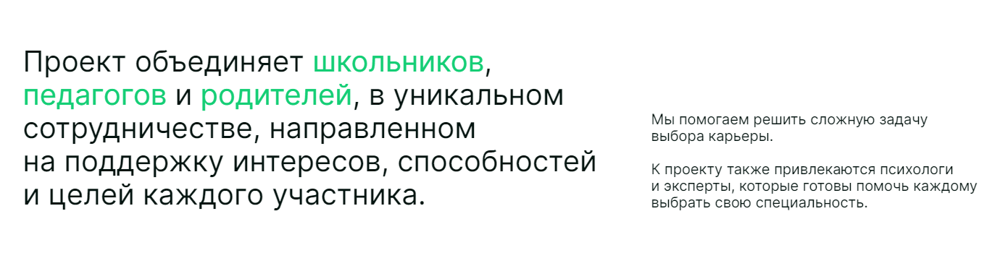 Проект объединяет школьников,
педагогов и родителей, в уникальном
сотрудничестве, направленном
на поддержку интересов, способностей
и целей каждого участника.
Мы помогаем решить сложную задачу
выбора карьеры.
К проекту также привлекаются психологи
и эксперты, которые готовы помочь каждому
выбрать свою специальность.